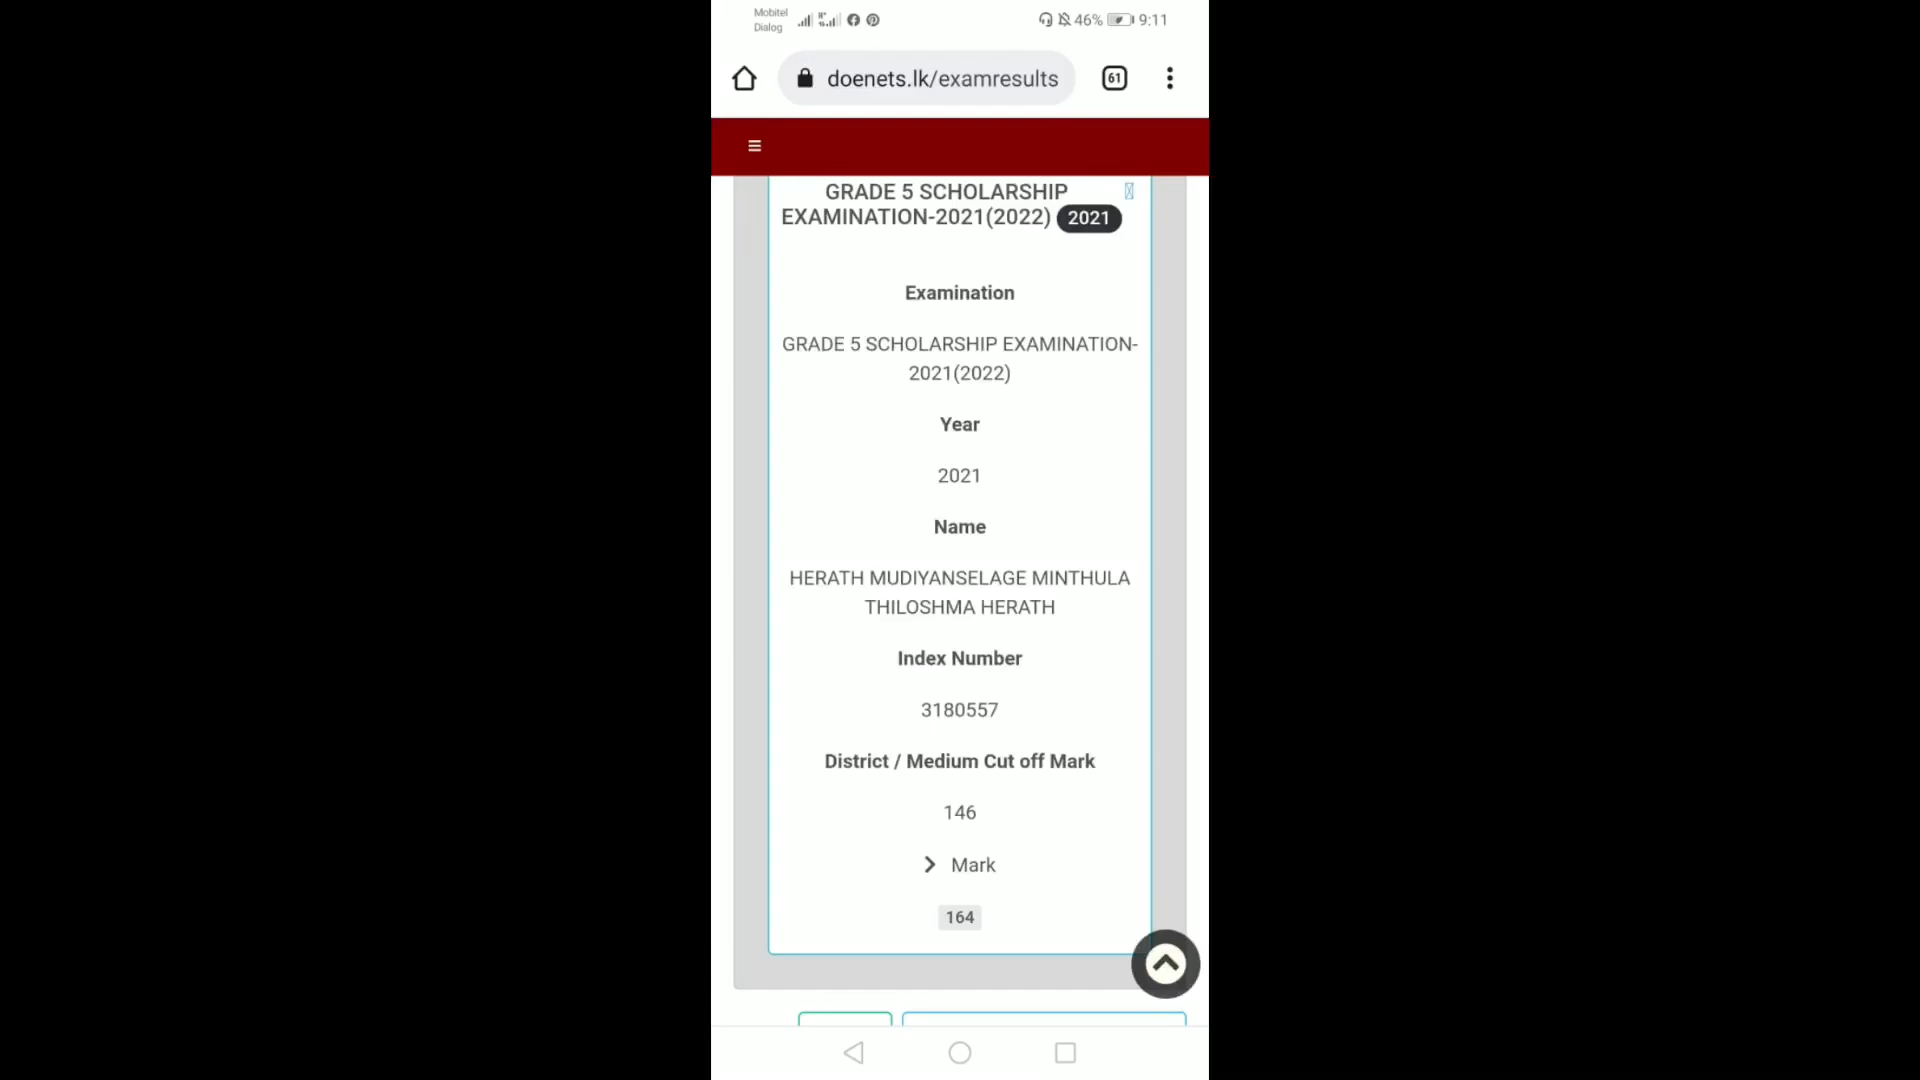 Mobitel
Dialog
46% 9:11
doenets.lk/examresults
61
GRADE 5 SCHOLARSHIP
EXAMINATION-2021(2022) 2021
Examination
GRADE 5 SCHOLARSHIP EXAMINATION-
2021(2022)
Year
2021
Name
HERATH MUDIYANSELAGE MINTHULA
THILOSHMA HERATH
Index Number
3180557
District / Medium Cut off Mark
146
Mark
164